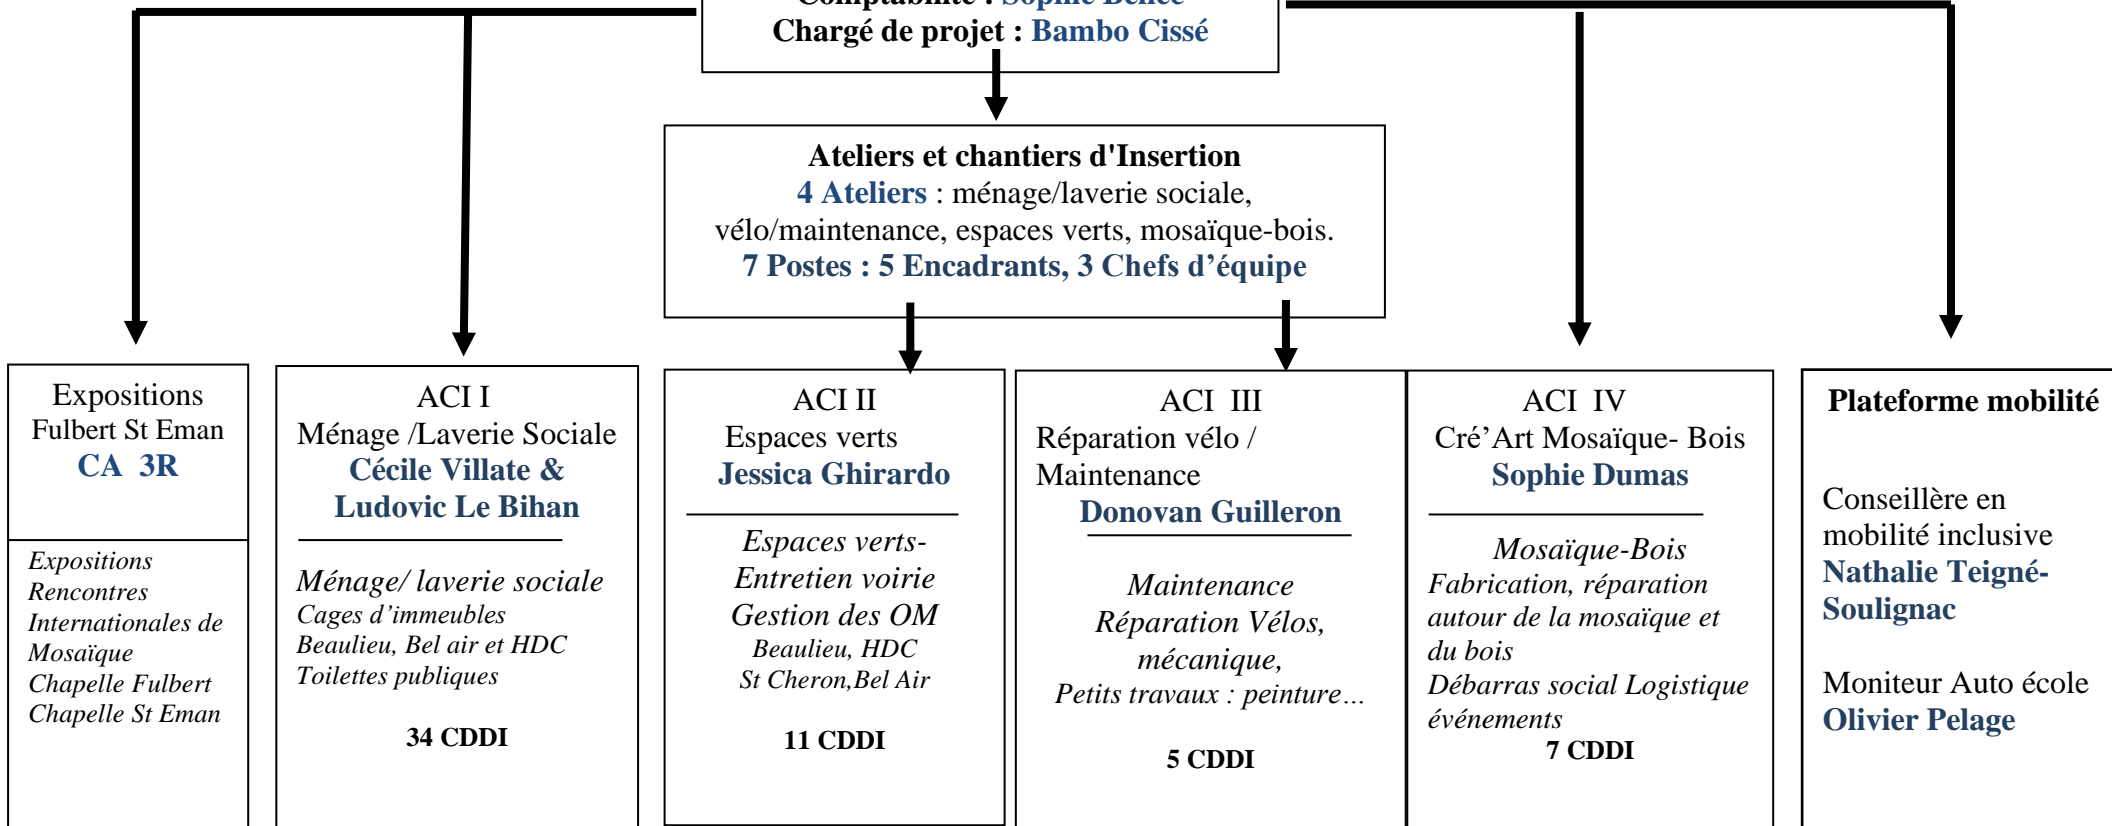 Comptabilité : Sophie
Chargé de projet : Bambo Cissé
Ateliers et chantiers d'Insertion
4 Ateliers : ménage/laverie sociale,
vélo/maintenance, espaces verts, mosaïque-bois.
7 Postes : 5 Encadrants, 3 Chefs d’équipe
Expositions
Fulbert St Eman
CA 3R
Expositions
Rencontres
Internationales de
Mosaïque
Chapelle Fulbert
Chapelle St Eman
ACI I
Ménage /Laverie Sociale
Cécile Villate &
Ludovic Le Bihan
Ménage/ laverie sociale
Cages d’immeubles
Beaulieu, Bel air et HDC
Toilettes publiques
34 CDDI
ACI II
Espaces verts
Jessica Ghirardo
Espaces verts-
Entretien voirie
Gestion des OM
Beaulieu, HDC
St Cheron,Bel Air
11 CDDI
ACI III
Réparation vélo /
Maintenance
Donovan Guilleron
Maintenance
Réparation Vélos,
mécanique,
Petits travaux : peinture…
5 CDDI
ACI IV
Cré’Art Mosaïque- Bois
Sophie Dumas
Mosaïque-Bois
Fabrication, réparation
autour de la mosaïque et
du bois
Débarras social Logistique
événements
7 CDDI
Plateforme mobilité
Conseillère en
mobilité inclusive
Nathalie Teigné-
Soulignac
Moniteur Auto école
Olivier Pelage